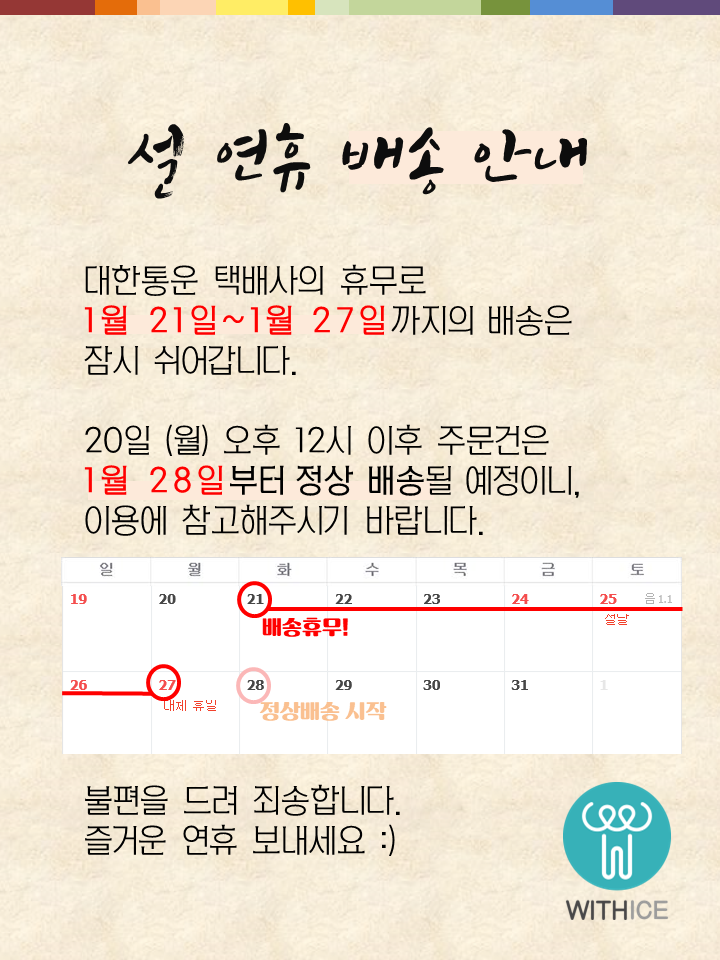 설 연휴 배송 안내
대한통운 택배사의 휴무로
1월 21일~1월 27일까지의 배송은
잠시 쉬어갑니다.
20일 (월) 오후 12시 이후 주문건은
1월 28일부터 정상 배송될 예정이니,
이용에 참고해주시기 바랍니다.
일 월 화 수 목 금 토
19 20 21 22 23 24 25 음 1.1
배송휴무! 설날
26 27 28 29 30 31 1
대체 휴일 정상배송 시작
불편을 드려 죄송합니다.
즐거운 연휴 보내세요 :)
WITHICE